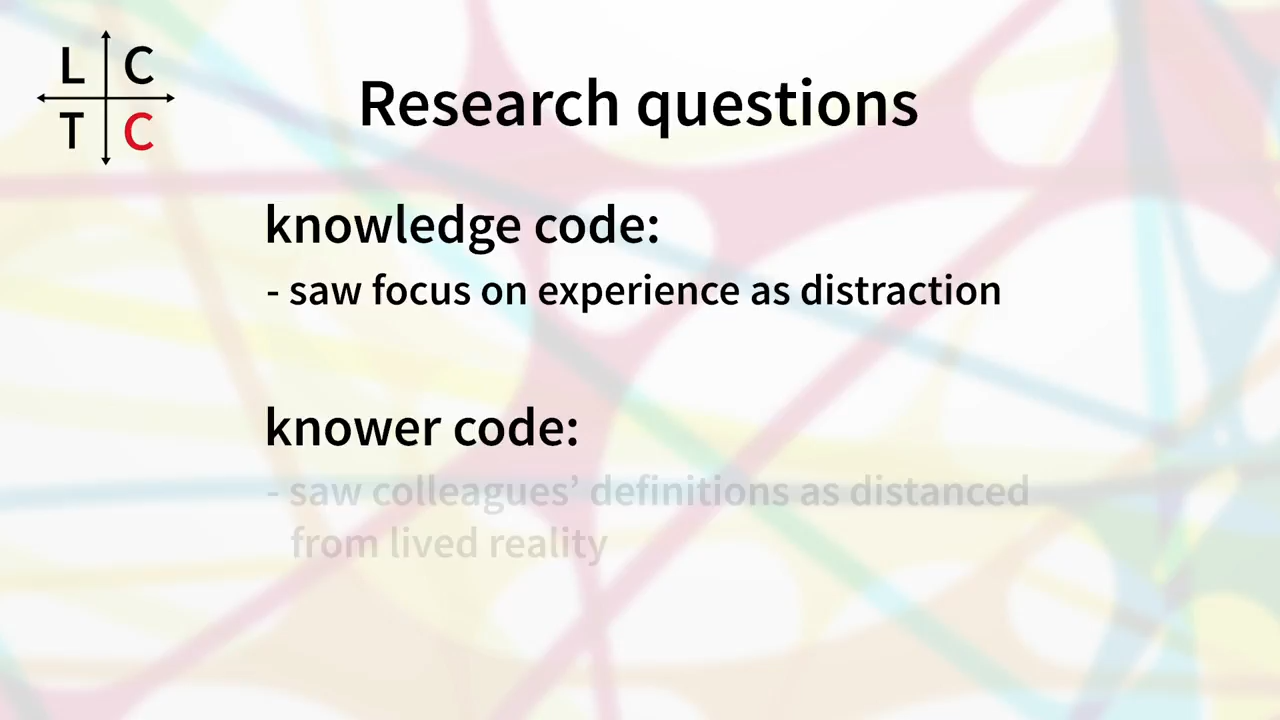 L C
T C
Research questions
knowledge code:
- saw focus on experience as distraction
knower code:
- saw colleagues’ definitions as distanced
from lived reality